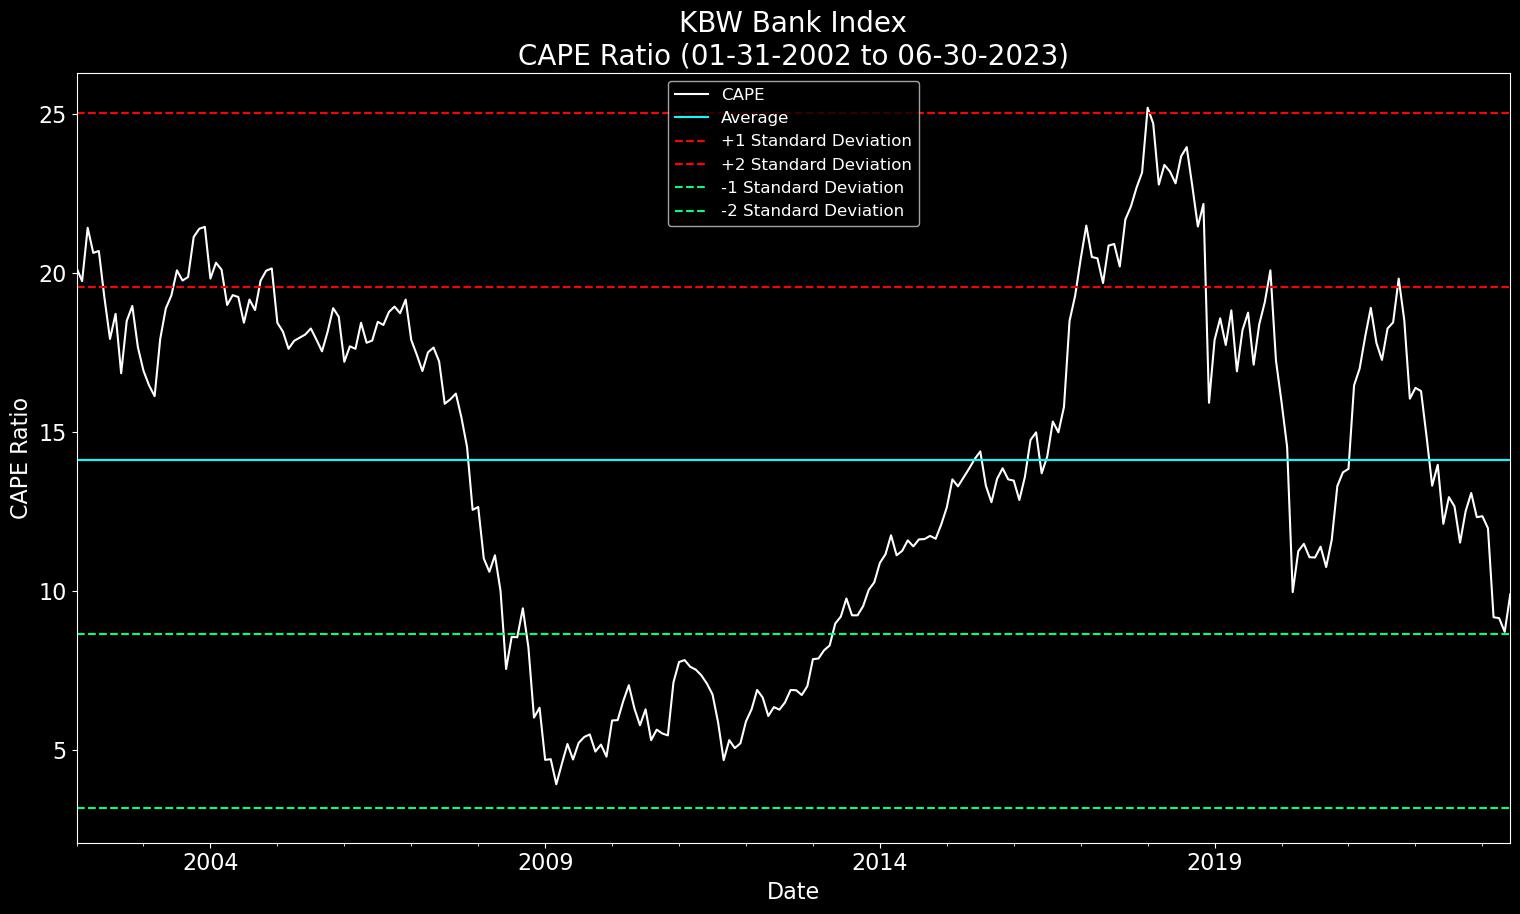 KBW Bank Index
CAPE Ratio (01-31-2002 to 06-30-2023)
CAPE
Average
+1 Standard Deviation
+2 Standard Deviation
-1 Standard Deviation
-2 Standard Deviation
25
20
15
10
5
CAPE Ratio
2004
2009
2014
2019
Date